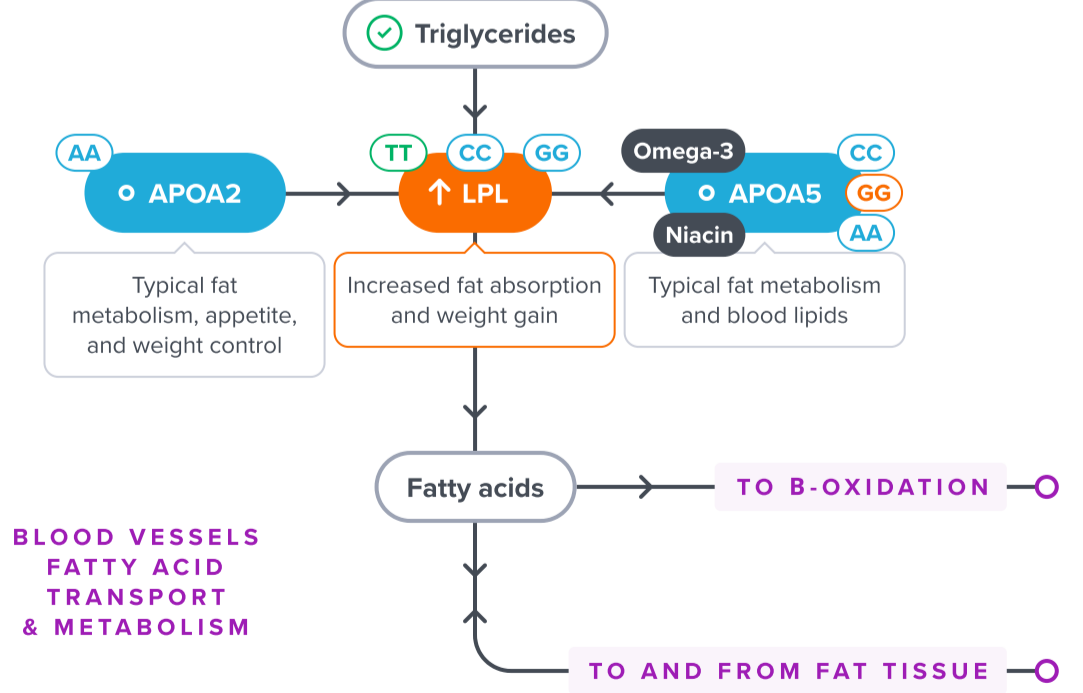 Triglycerides
AA
TT
CC
GG
Omega-3
CC
APOA2
LPL
APOA5
GG
Niacin
AA
Typical fat
metabolism, appetite,
and weight control
Increased fat absorption
and weight gain
Typical fat metabolism
and blood lipids
Fatty acids
TO B-OXIDATION
BLOOD VESSELS
FATTY ACID
TRANSPORT
& METABOLISM
TO AND FROM FAT TISSUE